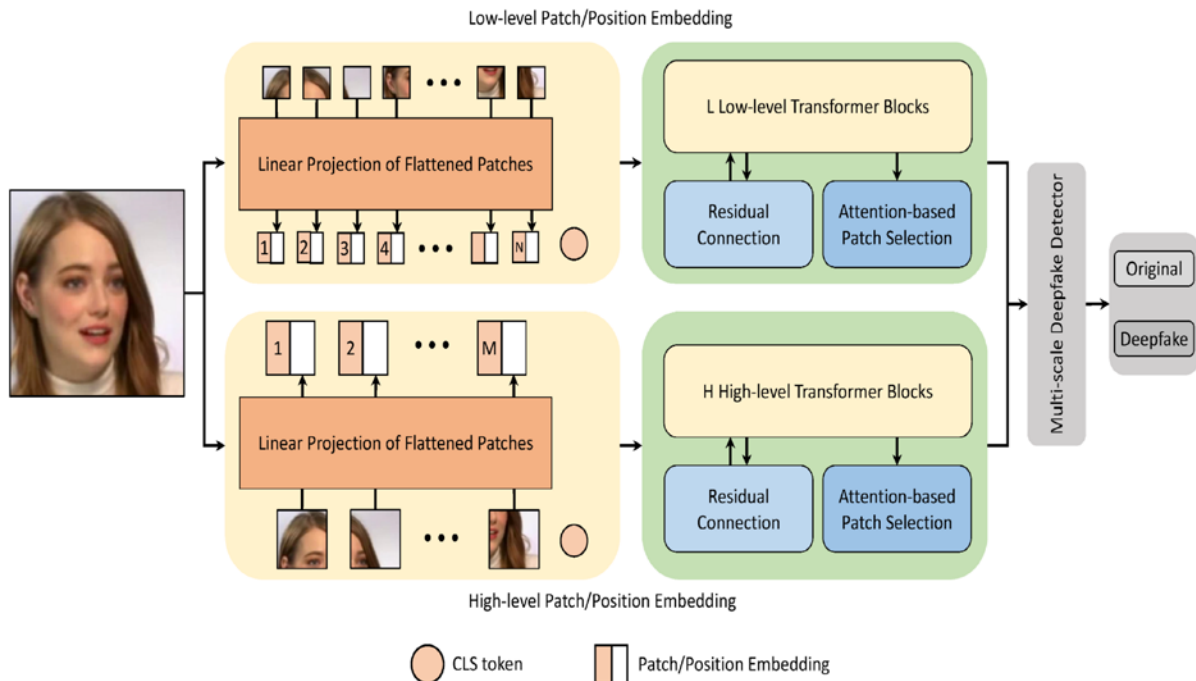 Low-level Patch/Position Embedding
Linear Projection of Flattened Patches
1 2 3 4 N
L Low-level Transformer Blocks
Residual
Connection
Attention-based
Patch Selection
1 2 M
Linear Projection of Flattened Patches
H High-level Transformer Blocks
Residual
Connection
Attention-based
Patch Selection
High-level Patch/Position Embedding
Multi-scale Deepfake Detector
Original
Deepfake
CLS token
Patch/Position Embedding